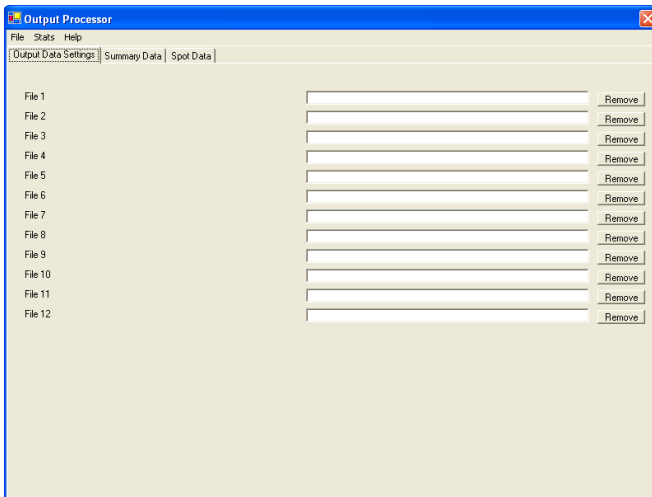 Output Processor
File Stats Help
Output Data Settings Summary Data Spot Data
File 1 Remove
File 2 Remove
File 3 Remove
File 4 Remove
File 5 Remove
File 6 Remove
File 7 Remove
File 8 Remove
File 9 Remove
File 10 Remove
File 11 Remove
File 12 Remove